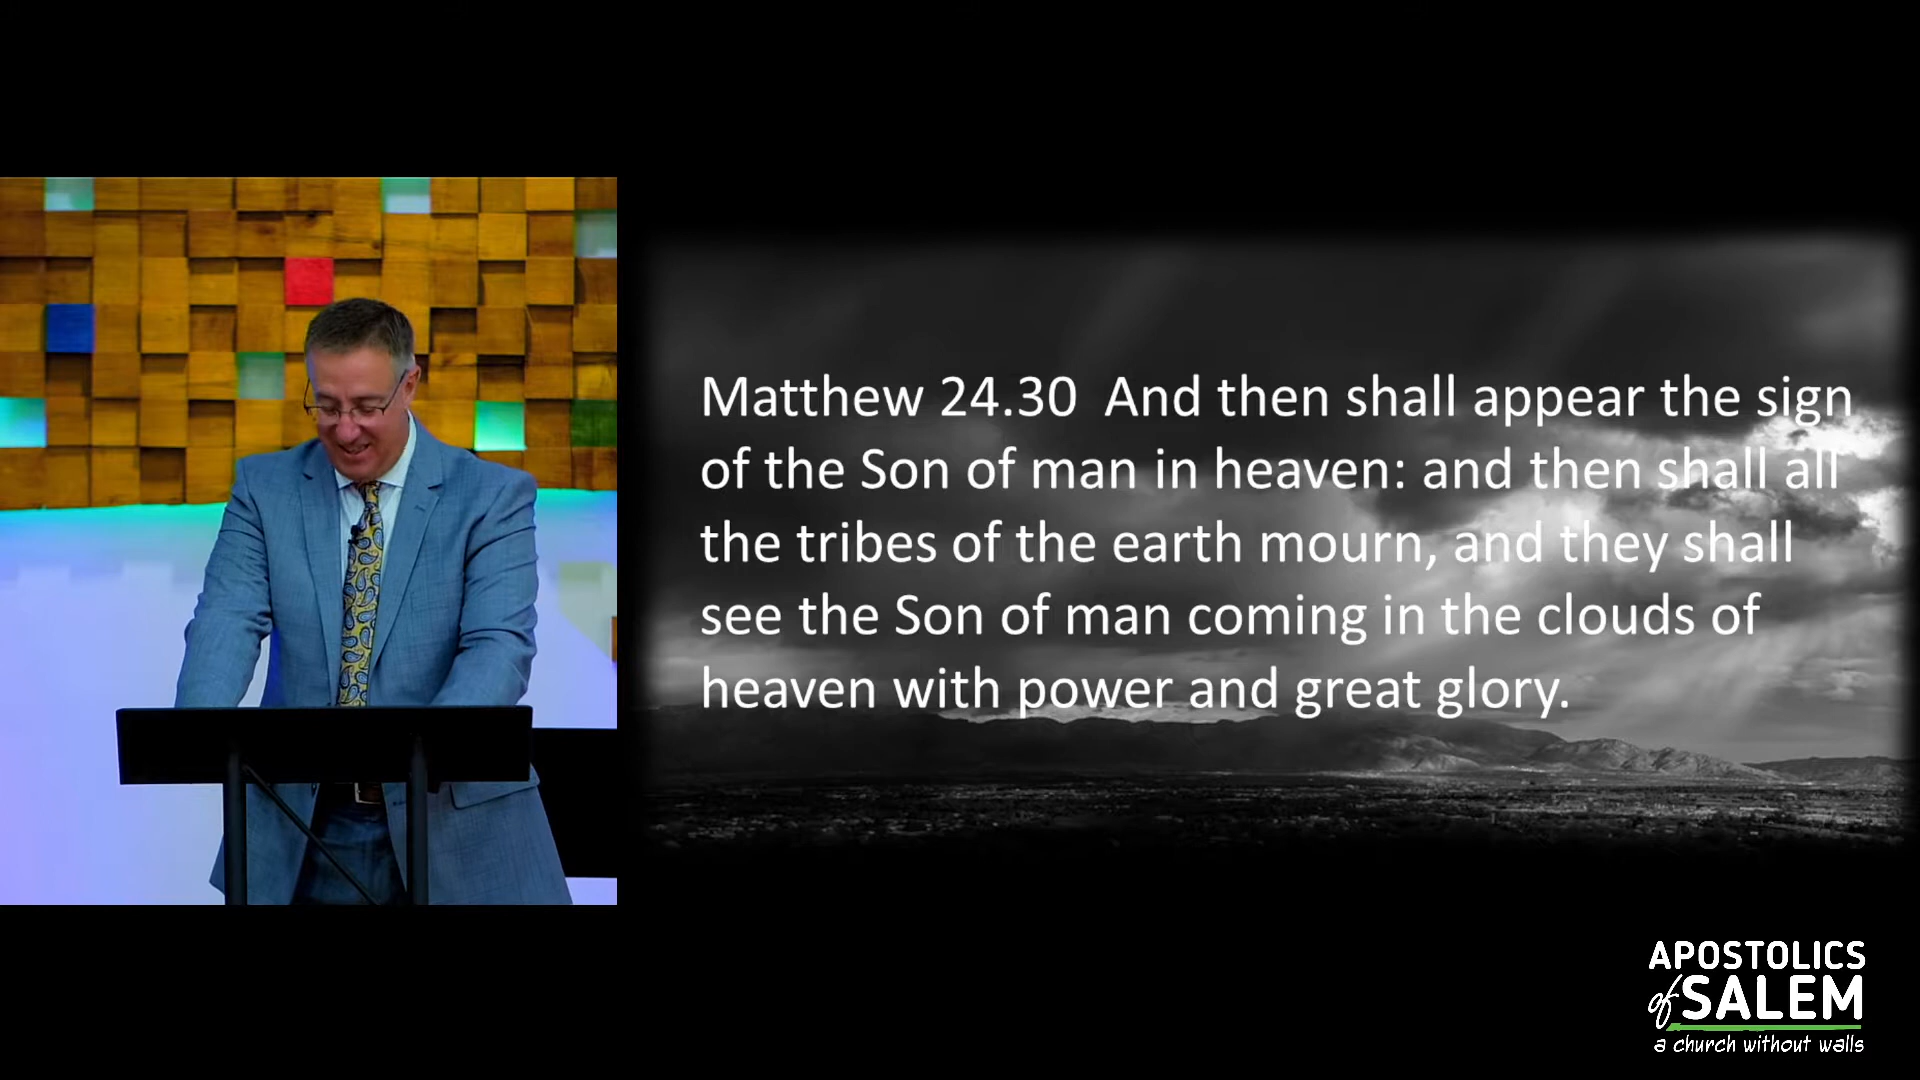 Matthew 24.30  And then shall appear the sign
of the Son of man in heaven: and then shall all
the tribes of the earth mourn, and they shall
see the Son of man coming in the clouds of
heaven with power and great glory.
APOSTOLICS
of SALEM
a church without walls